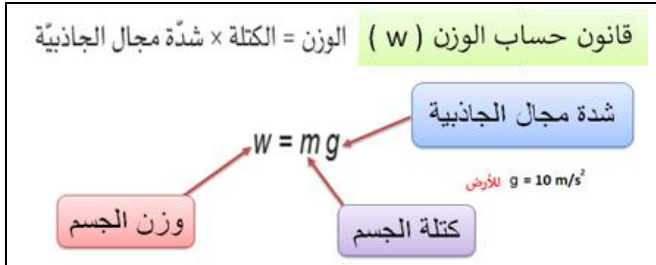 قانون حساب الوزن ( w ) الوزن = الكتلة × شدّة مجال الجاذبيّة
شدة مجال الجاذبية
w = m g
g = 10 m/s² للأرض
وزن الجسم
كتلة الجسم